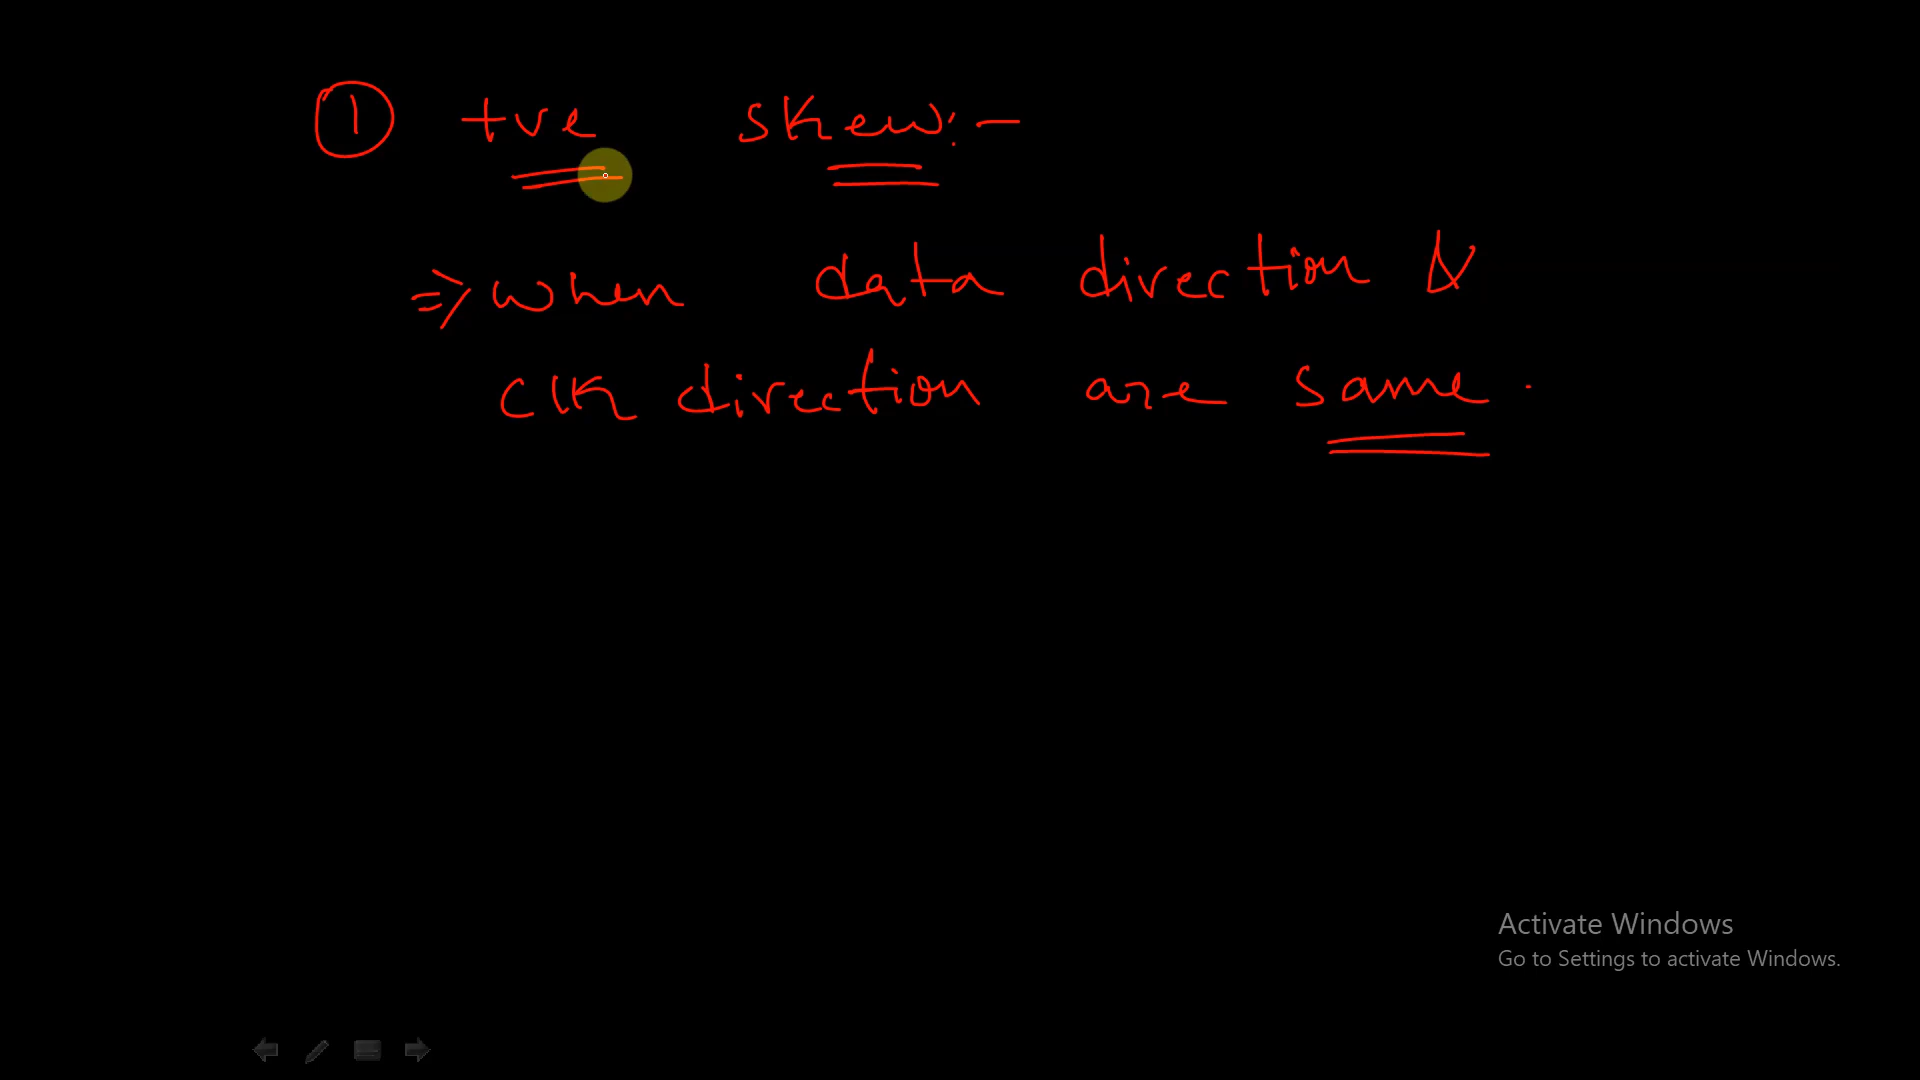 ① +ve skew:-
⇒ when data direction &
clk direction are same.
Activate Windows
Go to Settings to activate Windows.